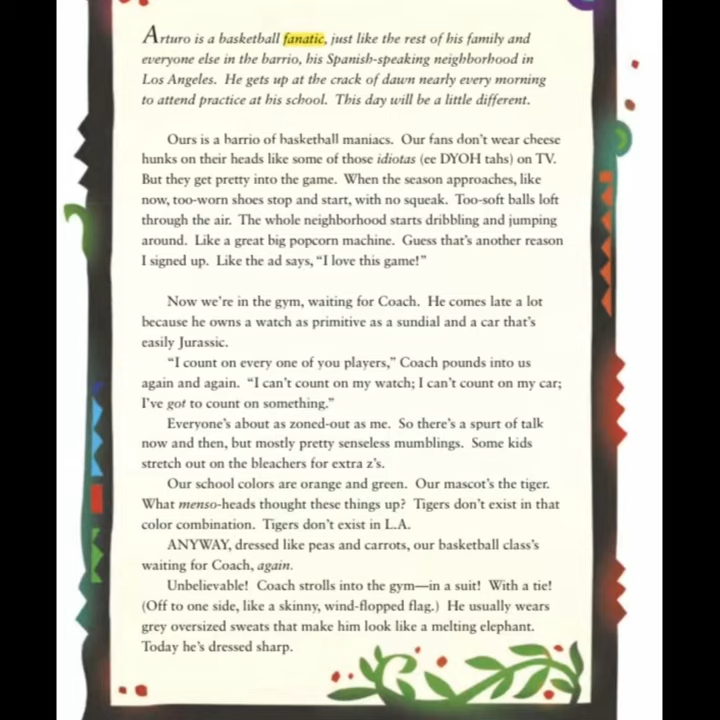 Arturo is a basketball fanatic, just like the rest of his family and
everyone else in the barrio, his Spanish-speaking neighborhood in
Los Angeles.  He gets up at the crack of dawn nearly every morning
to attend practice at his school.  This day will be a little different.
Ours is a barrio of basketball maniacs.  Our fans don't wear cheese
hunks on their heads like some of those idiotas (ee DYOH tahs) on TV.
But they get pretty into the game.  When the season approaches, like
now, too-worn shoes stop and start, with no squeak.  Too-soft balls loft
through the air.  The whole neighborhood starts dribbling and jumping
around.  Like a great big popcorn machine.  Guess that's another reason
I signed up.  Like the ad says, “I love this game!”
Now we're in the gym, waiting for Coach.  He comes late a lot
because he owns a watch as primitive as a sundial and a car that's
easily Jurassic.
“I count on every one of you players,” Coach pounds into us
again and again.  “I can't count on my watch; I can't count on my car;
I've got to count on something.”
Everyone's about as zoned-out as me.  So there's a spurt of talk
now and then, but mostly pretty senseless mumblings.  Some kids
stretch out on the bleachers for extra z's.
Our school colors are orange and green.  Our mascot's the tiger.
What menso-heads thought these things up?  Tigers don't exist in that
color combination.  Tigers don't exist in L.A.
ANYWAY, dressed like peas and carrots, our basketball class's
waiting for Coach, again.
Unbelievable!  Coach strolls into the gym—in a suit!  With a tie!
(Off to one side, like a skinny, wind-flopped flag.)  He usually wears
grey oversized sweats that make him look like a melting elephant.
Today he's dressed sharp.